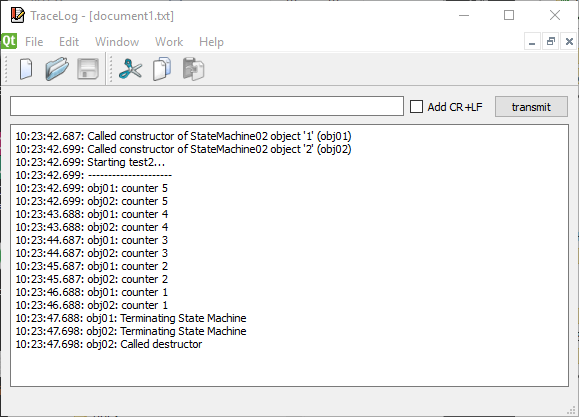 TraceLog - [document1.txt]
Qt File Edit Window Work Help
Add CR+LF transmit
10:23:42.687: Called constructor of StateMachine02 object '1' (obj01)
10:23:42.699: Called constructor of StateMachine02 object '2' (obj02)
10:23:42.699: Starting test2...
10:23:42.699: ----------------------
10:23:42.699: obj01: counter 5
10:23:42.699: obj02: counter 5
10:23:43.688: obj01: counter 4
10:23:43.688: obj02: counter 4
10:23:44.687: obj01: counter 3
10:23:44.687: obj02: counter 3
10:23:45.687: obj01: counter 2
10:23:45.687: obj02: counter 2
10:23:46.688: obj01: counter 1
10:23:46.688: obj02: counter 1
10:23:47.688: obj01: Terminating State Machine
10:23:47.698: obj02: Terminating State Machine
10:23:47.698: obj02: Called destructor